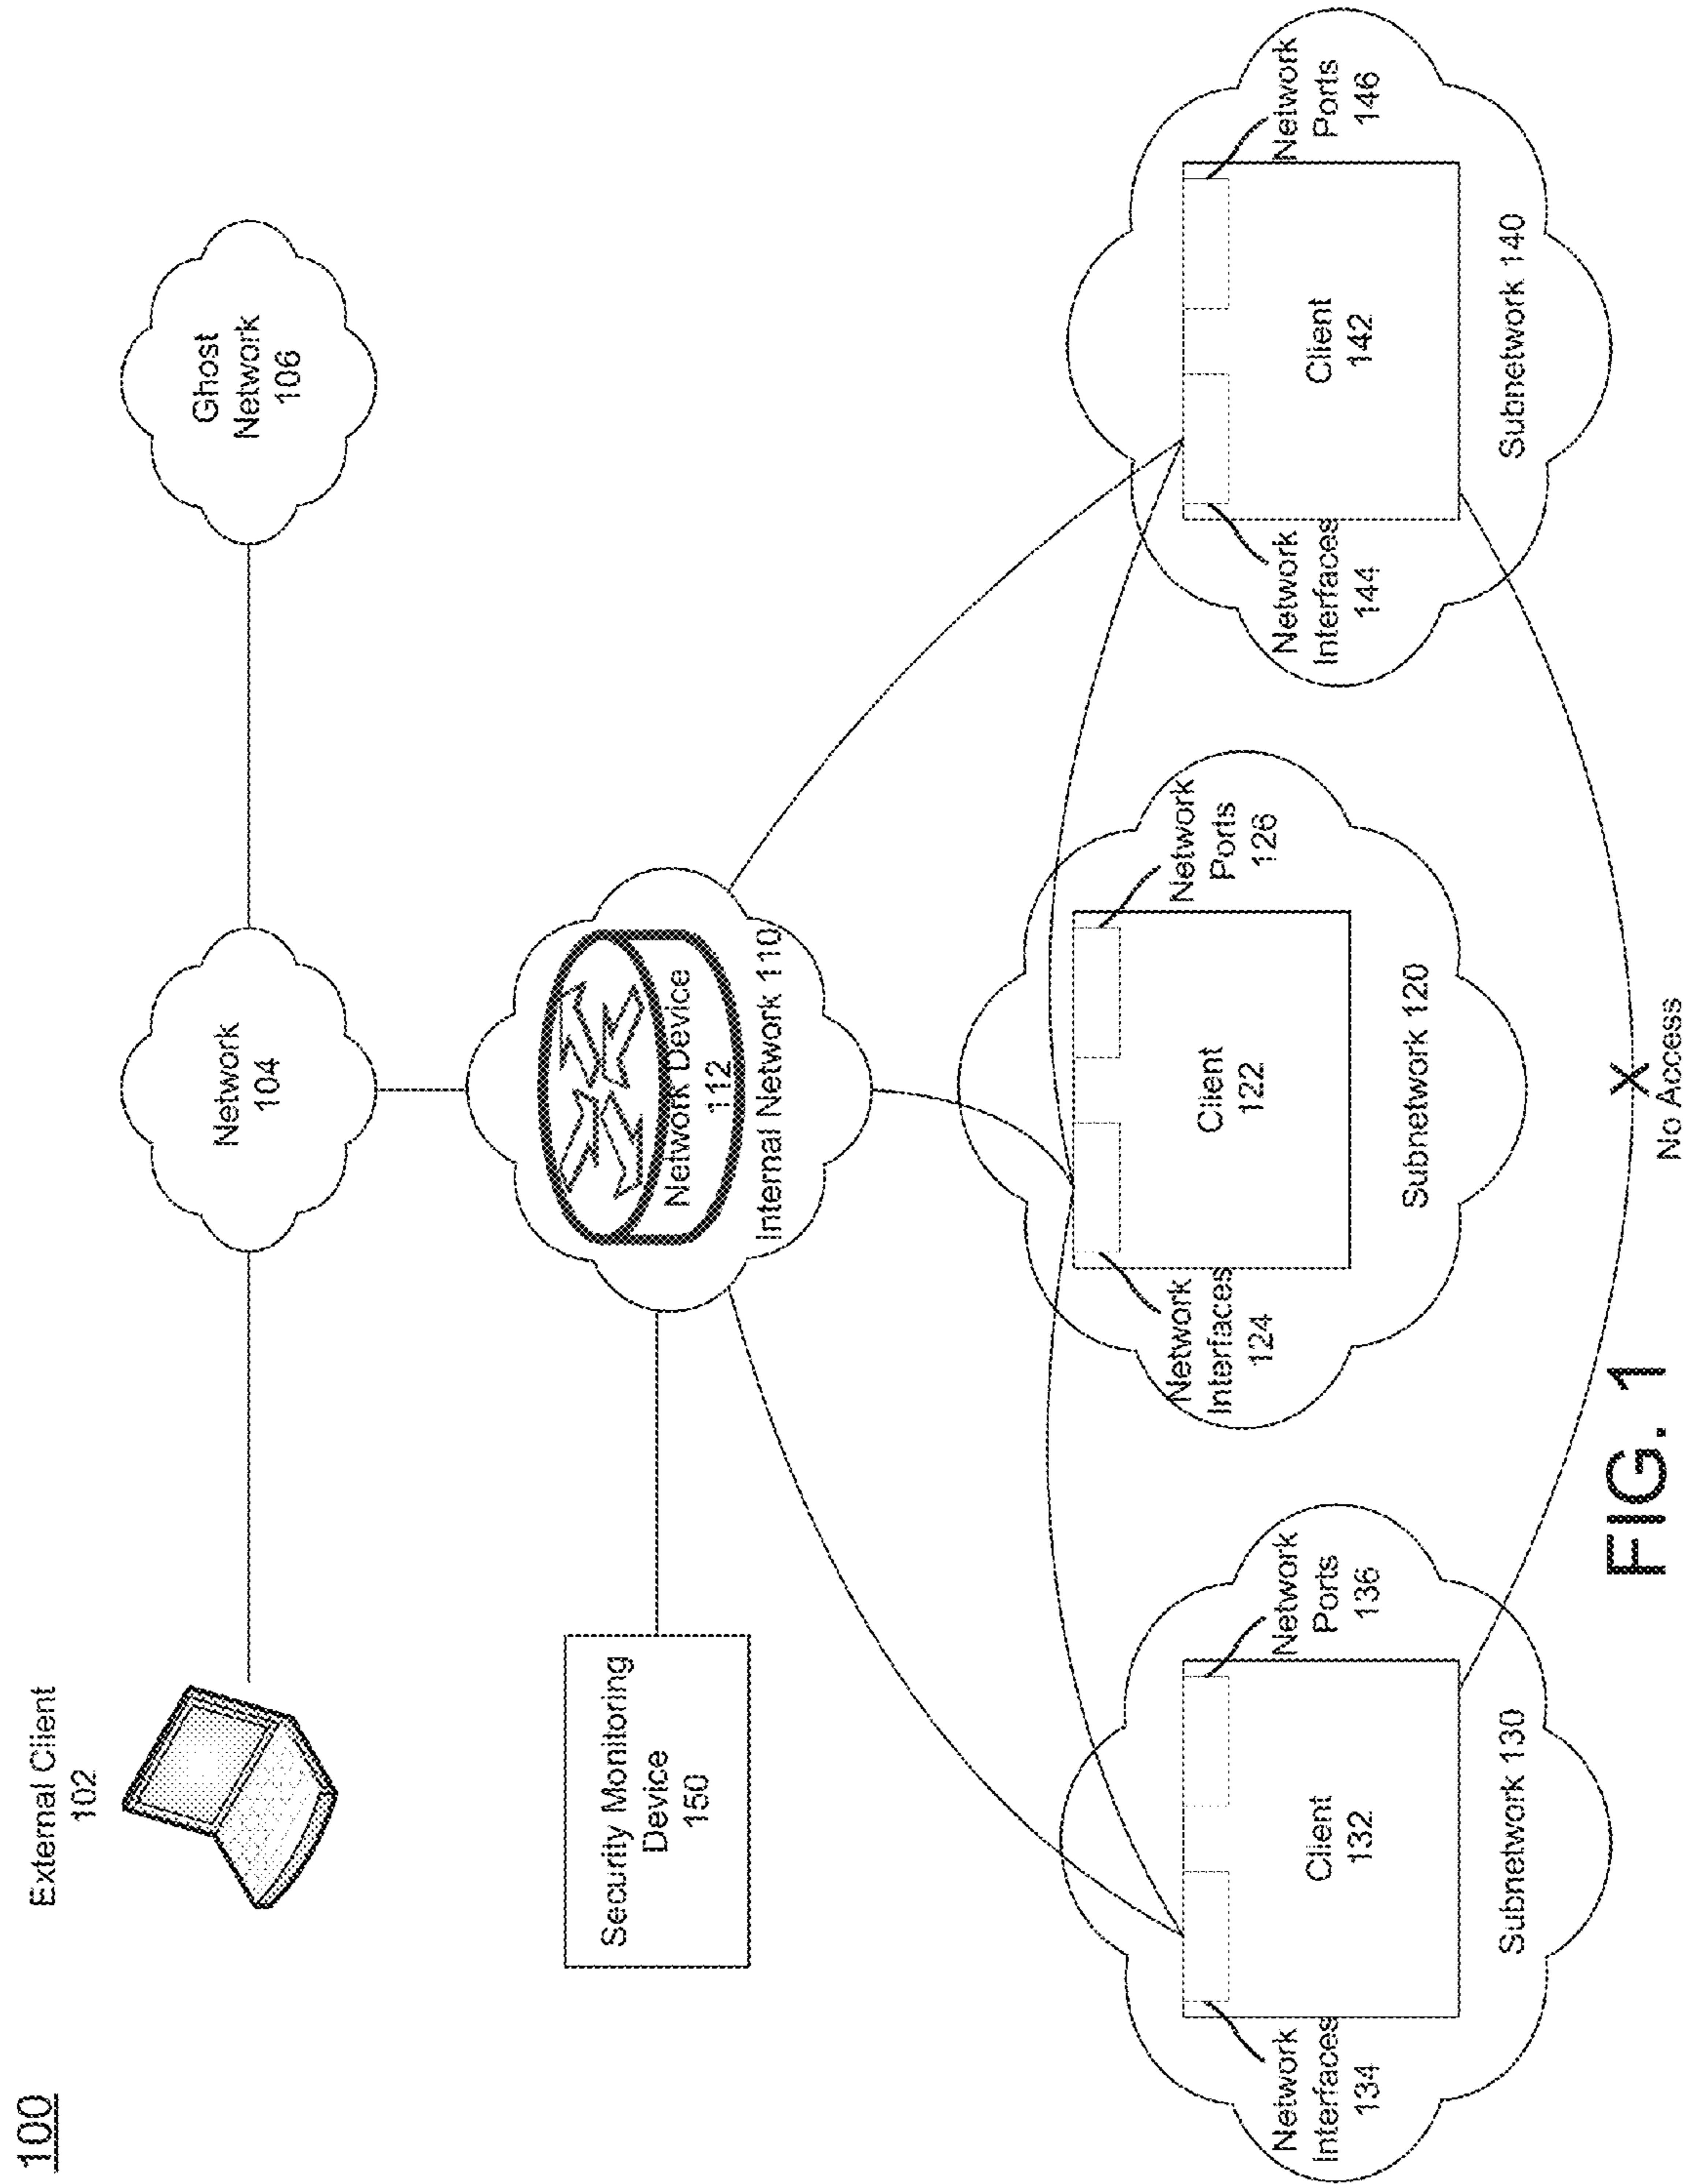 100
External Client
102
Network
104
Ghost
Network
106
Security Monitoring
Device
150
Network Device
112
Internal Network 110
Network
Interfaces
134
Client
132
Network
Ports
136
Subnetwork 130
Network
Interfaces
124
Client
122
Network
Ports
126
Subnetwork 120
Network
Interfaces
144
Client
142
Network
Ports
146
Subnetwork 140
X
No Access
FIG. 1